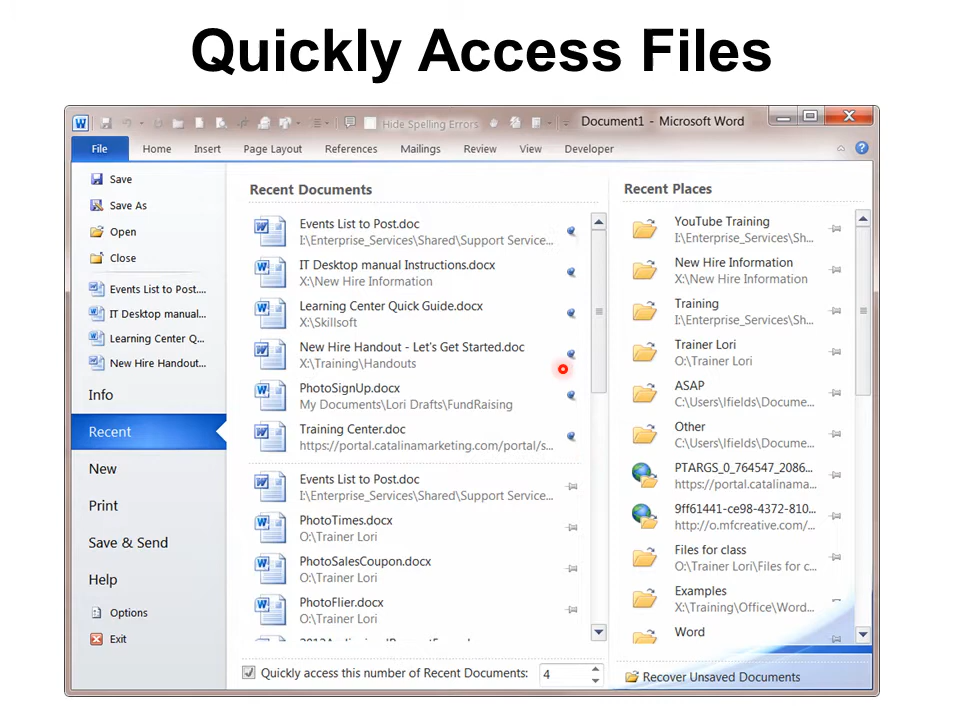 Quickly Access Files
Hide Spelling Errors
Document1 - Microsoft Word
File Home Insert Page Layout References Mailings Review View Developer
Save
Save As
Open
Close
Events List to Post....
IT Desktop manual...
Learning Center Q...
New Hire Handout...
Info
Recent
New
Print
Save & Send
Help
Options
Exit
Recent Documents
Events List to Post.doc
I:\Enterprise_Services\Shared\Support Service...
IT Desktop manual Instructions.docx
X:\New Hire Information
Learning Center Quick Guide.docx
X:\Skillsoft
New Hire Handout - Let's Get Started.doc
X:\Training\Handouts
PhotoSignUp.docx
My Documents\Lori Drafts\FundRaising
Training Center.doc
https://portal.catalinamarketing.com/portal/s...
Events List to Post.doc
I:\Enterprise_Services\Shared\Support Service...
PhotoTimes.docx
O:\Trainer Lori
PhotoSalesCoupon.docx
O:\Trainer Lori
PhotoFlier.docx
O:\Trainer Lori
Quickly access this number of Recent Documents: 4
Recent Places
YouTube Training
I:\Enterprise_Services\Sh...
New Hire Information
X:\New Hire Information
Training
I:\Enterprise_Services\Sh...
Trainer Lori
O:\Trainer Lori
ASAP
C:\Users\lfields\Docume...
Other
C:\Users\lfields\Docume...
PTARGS_0_764547_2086...
https://portal.catalinama...
9ff61441-ce98-4372-810...
http://o.mfcreative.com/...
Files for class
O:\Trainer Lori\Files for c...
Examples
X:\Training\Office\Word...
Word
Recover Unsaved Documents